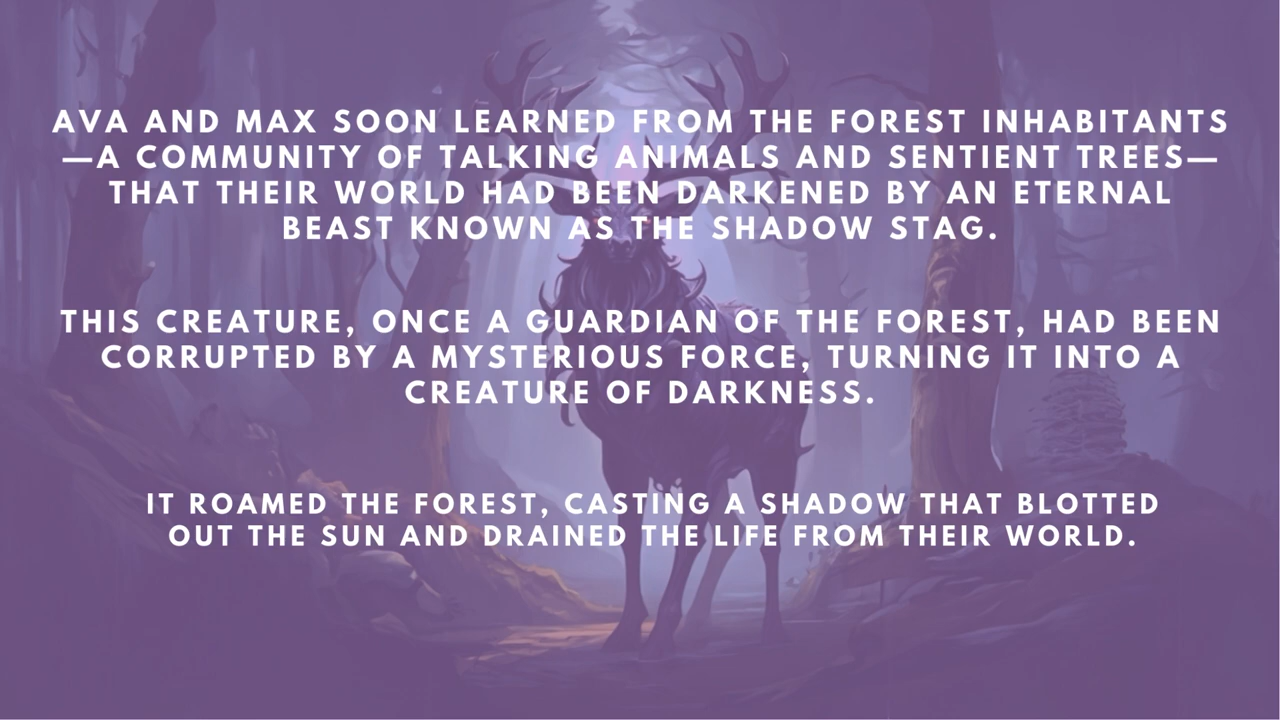 AVA AND MAX SOON LEARNED FROM THE FOREST INHABITANTS
—A COMMUNITY OF TALKING ANIMALS AND SENTIENT TREES—
THAT THEIR WORLD HAD BEEN DARKENED BY AN ETERNAL
BEAST KNOWN AS THE SHADOW STAG.
THIS CREATURE, ONCE A GUARDIAN OF THE FOREST, HAD BEEN
CORRUPTED BY A MYSTERIOUS FORCE, TURNING IT INTO A
CREATURE OF DARKNESS.
IT ROAMED THE FOREST, CASTING A SHADOW THAT BLOTTED
OUT THE SUN AND DRAINED THE LIFE FROM THEIR WORLD.